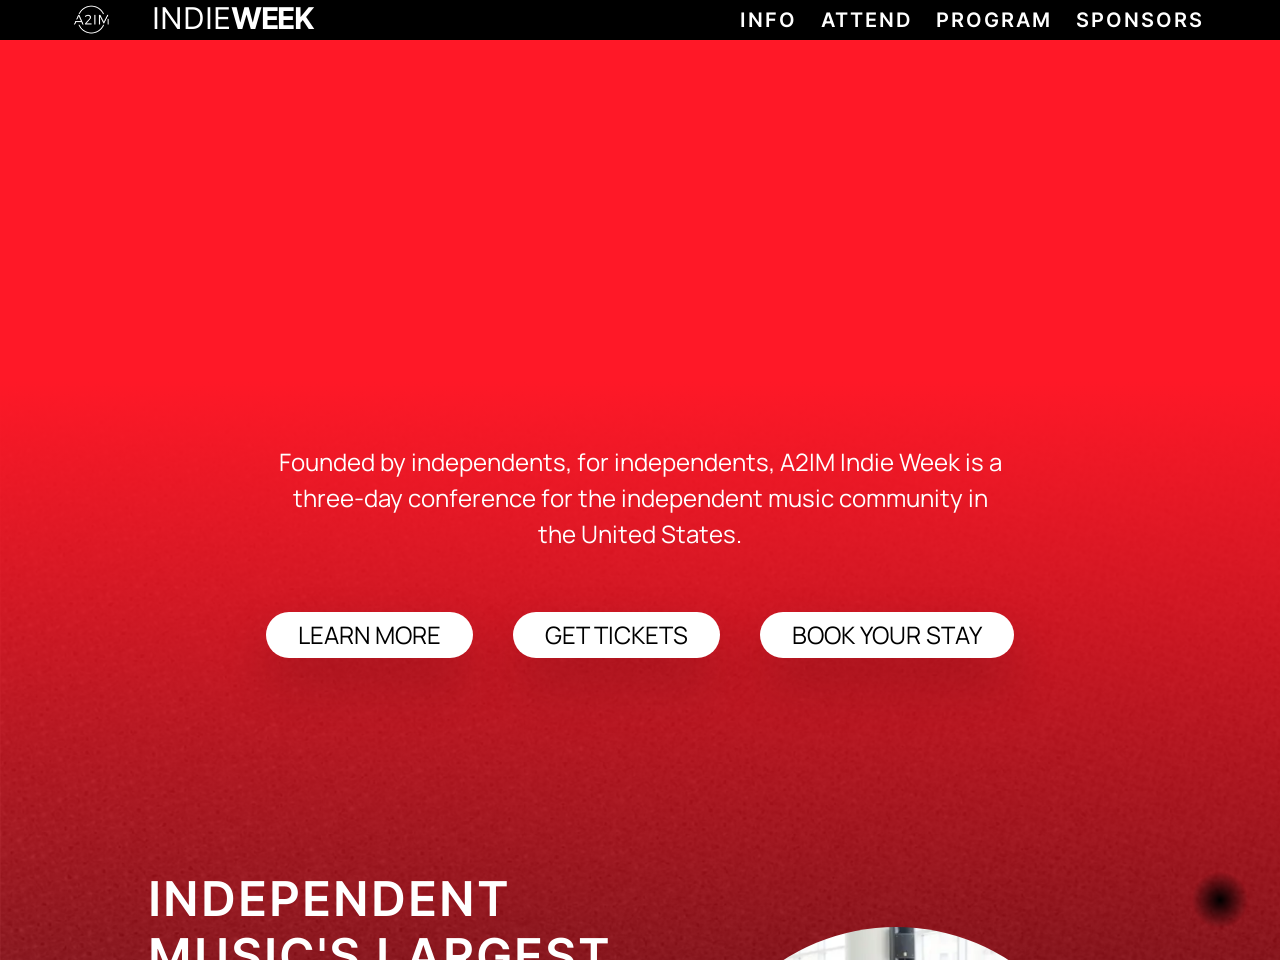 A2IM
INDIEWEEK
INFO ATTEND PROGRAM SPONSORS
Founded by independents, for independents, A2IM Indie Week is a
three-day conference for the independent music community in
the United States.
LEARN MORE GET TICKETS BOOK YOUR STAY
INDEPENDENT
MUSIC'S LARGEST